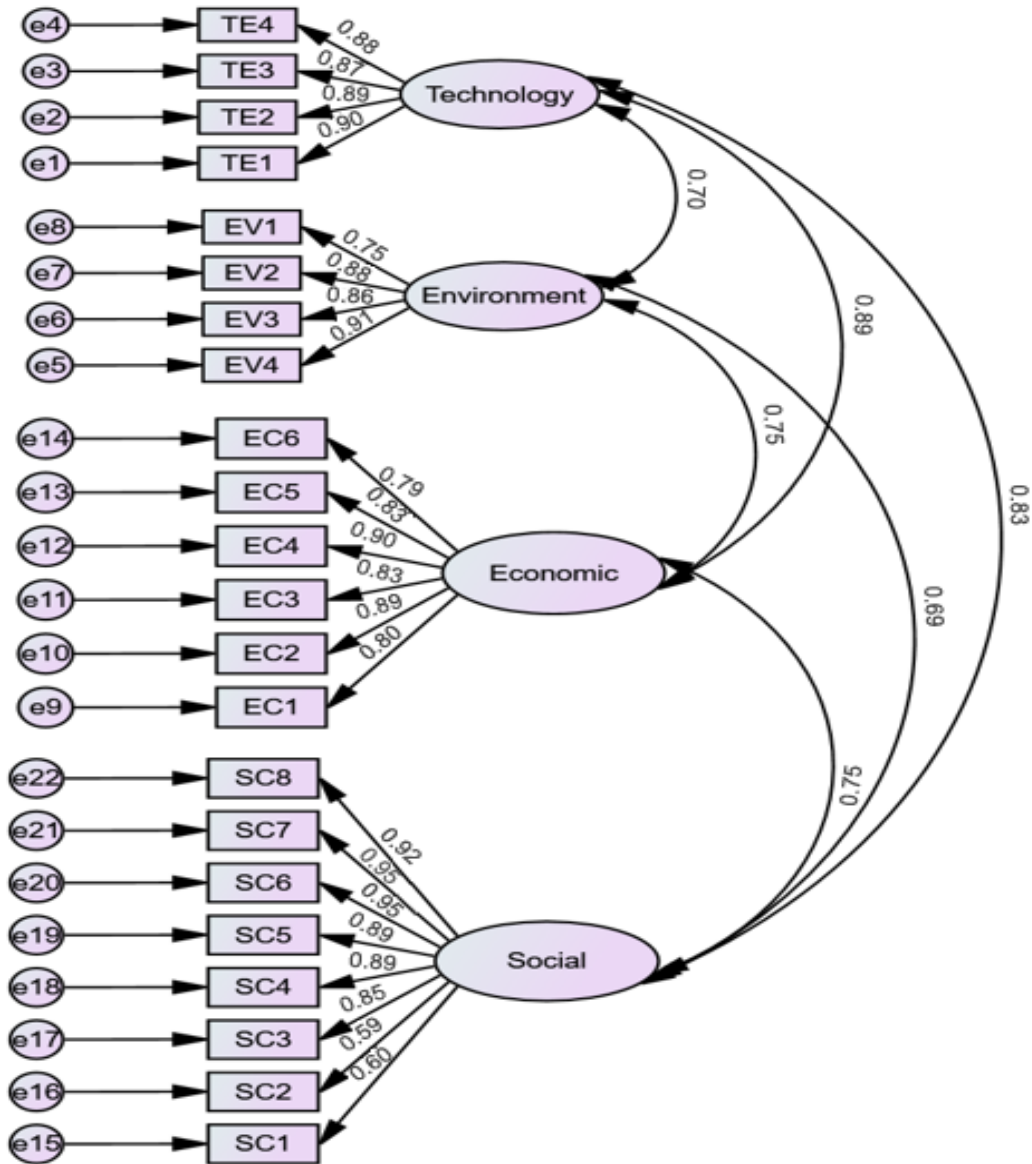 e4 TE4 0.88
e3 TE3 0.87
Technology
e2 TE2 0.89
e1 TE1 0.90
0.70
e8 EV1 0.75
e7 EV2 0.88
Environment
e6 EV3 0.86
e5 EV4 0.91
0.89
0.75
e14 EC6 0.79
e13 EC5 0.83
0.83
e12 EC4 0.90
Economic
e11 EC3 0.83
e10 EC2 0.89
0.69
e9 EC1 0.80
e22 SC8 0.92
0.75
e21 SC7 0.95
e20 SC6 0.95
e19 SC5 0.89
Social
e18 SC4 0.89
e17 SC3 0.85
e16 SC2 0.59
e15 SC1 0.60